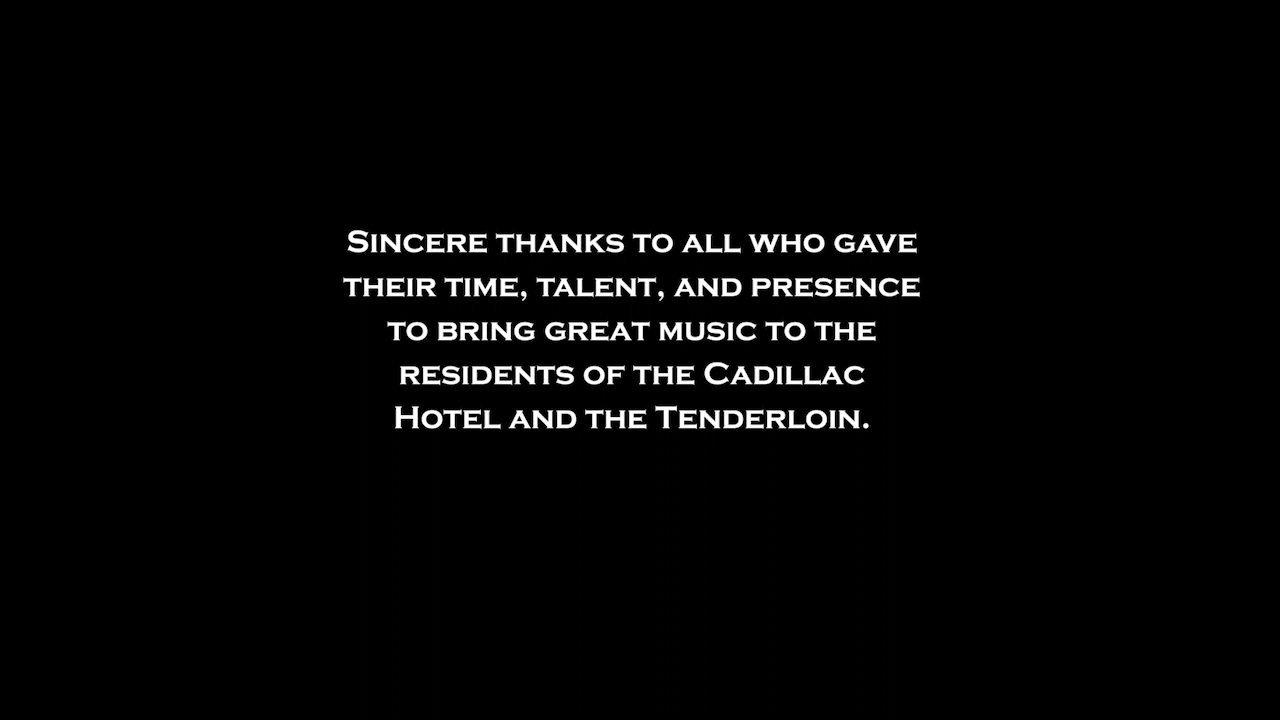 Sincere thanks to all who gave
their time, talent, and presence
to bring great music to the
residents of the Cadillac
Hotel and the Tenderloin.